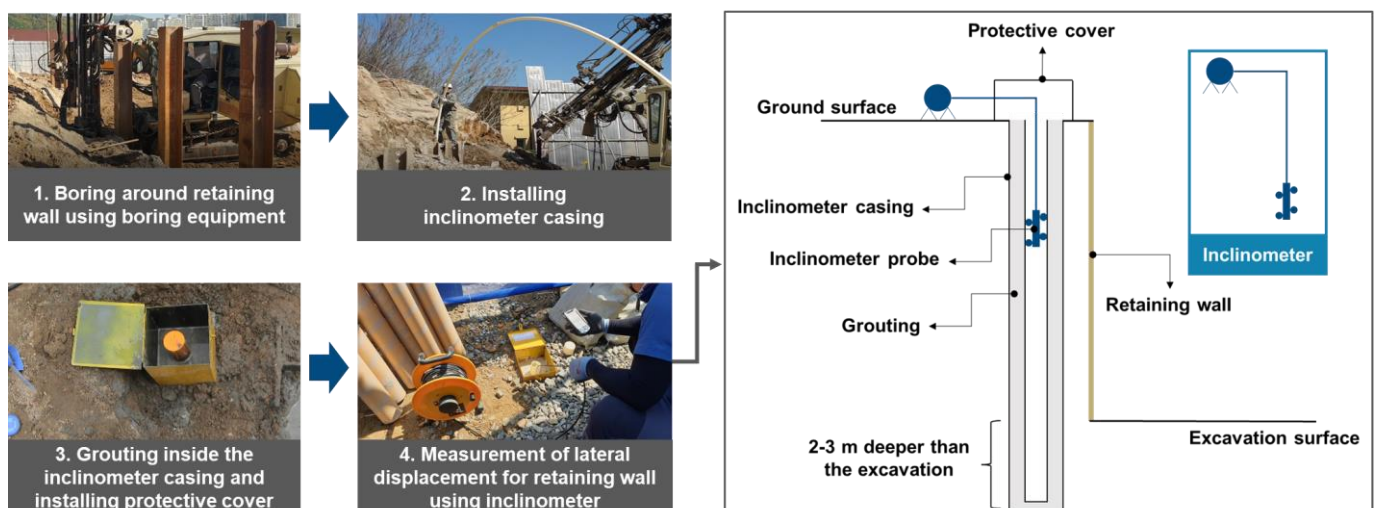 1. Boring around retaining
wall using boring equipment
2. Installing
inclinometer casing
3. Grouting inside the
inclinometer casing and
installing protective cover
4. Measurement of lateral
displacement for retaining wall
using inclinometer
Protective cover
Ground surface
Inclinometer casing
Inclinometer probe
Grouting
2-3 m deeper than
the excavation
Inclinometer
Retaining wall
Excavation surface